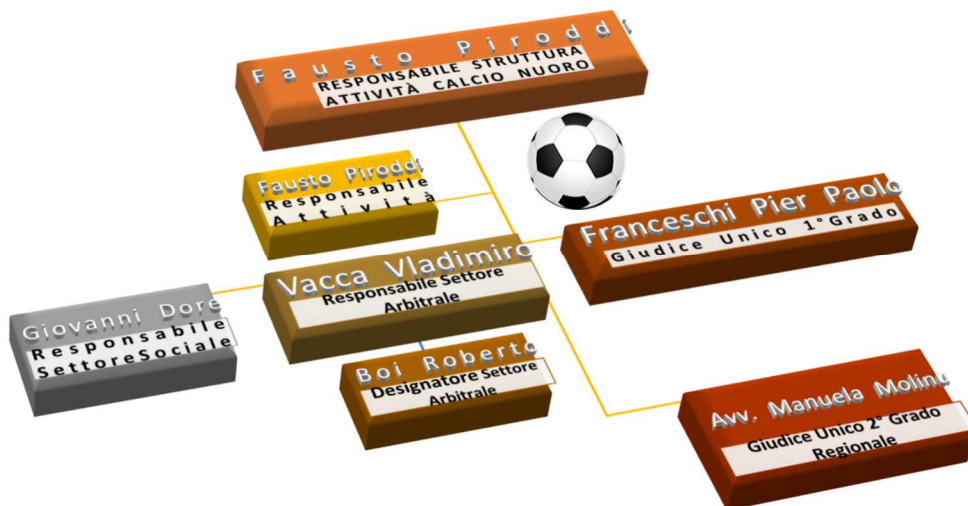 Fausto Piroddi
RESPONSABILE STRUTTURA
ATTIVITÀ CALCIO NUORO
Fausto Piroddi
Responsabile
Attività
Franceschi Pier Paolo
Giudice Unico 1° Grado
Vacca Vladimiro
Responsabile Settore
Arbitrale
Giovanni Dore
Responsabile
Settore Sociale
Boi Roberto
Designatore Settore
Arbitrale
Avv. Manuela
Giudice Unico 2° Grado
Regionale